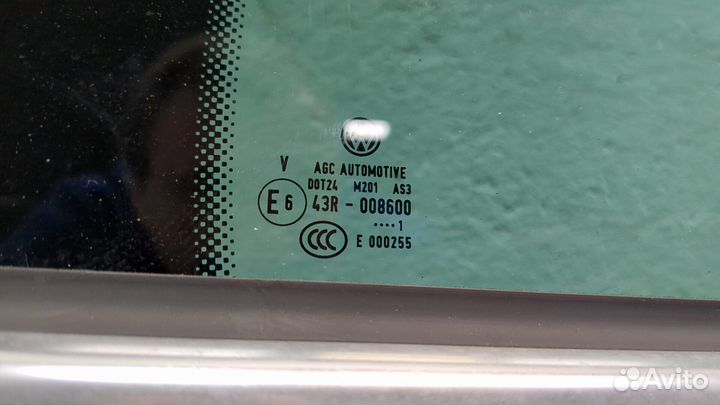 V
AGC AUTOMOTIVE
DOT24 M201 AS3
E6 43R - 008600
....1
CCC E 000255
Avito